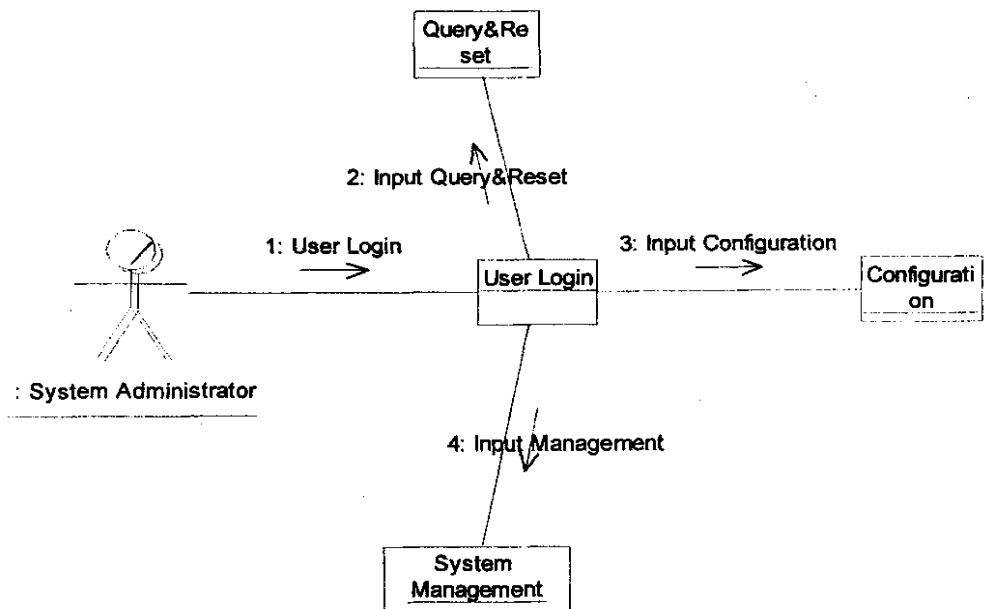 Query&Re
set
2: Input Query&Reset
1: User Login
3: Input Configuration
User Login
Configurati
on
: System Administrator
4: Input Management
System
Management